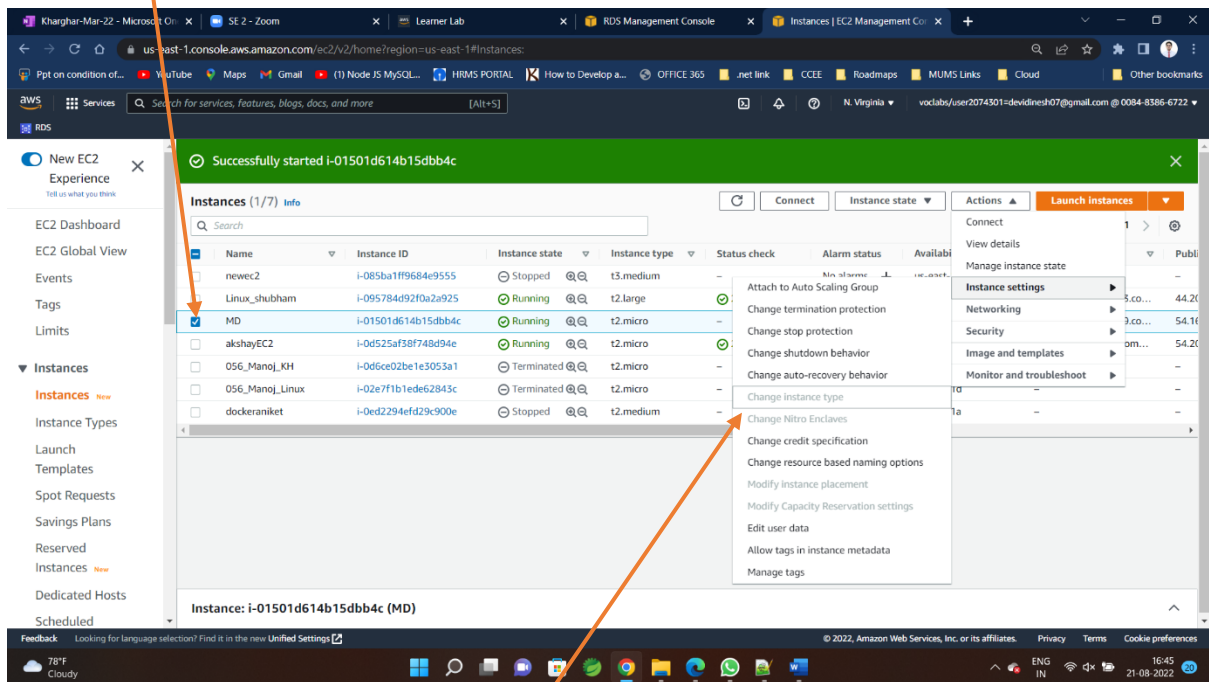 Kharghar-Mar-22 - Microsoft On
SE 2 - Zoom
Learner Lab
RDS Management Console
Instances | EC2 Management Con
us-east-1.console.aws.amazon.com/ec2/v2/home?region=us-east-1#Instances:
Ppt on condition of... YouTube Maps Gmail (1) Node JS MySQL... HRMS PORTAL How to Develop a... OFFICE 365 .net link CCEE Roadmaps MUMS Links Cloud Other bookmarks
aws Services Search for services, features, blogs, docs, and more [Alt+S] N. Virginia voclabs/user2074301=devidinesh07@gmail.com @ 0084-8386-6722
RDS
New EC2
Experience
Tell us what you think
EC2 Dashboard
EC2 Global View
Events
Tags
Limits
Instances
Instances New
Instance Types
Launch
Templates
Spot Requests
Savings Plans
Reserved
Instances New
Dedicated Hosts
Scheduled
Successfully started i-01501d614b15dbb4c
Instances (1/7) Info
Connect Instance state Actions Launch instances
Search
1
Name Instance ID Instance state Instance type Status check Alarm status Availabi Publi
newec2 i-085ba1ff9684e9555 Stopped t3.medium – No alarms + us-east- –
Linux_shubham i-095784d92f0a2a925 Running t2.large 3.co... 44.20
MD i-01501d614b15dbb4c Running t2.micro – 9.co... 54.16
akshayEC2 i-0d525af38f748d94e Running t2.micro om... 54.20
056_Manoj_KH i-0d6ce02be1e3053a1 Terminated t2.micro – –
056_Manoj_Linux i-02e7f1b1ede62843c Terminated t2.micro – 1d – –
dockeraniket i-0ed2294efd29c900e Stopped t2.medium – 1a – –
Connect
View details
Manage instance state
Instance settings
Networking
Security
Image and templates
Monitor and troubleshoot
Attach to Auto Scaling Group
Change termination protection
Change stop protection
Change shutdown behavior
Change auto-recovery behavior
Change instance type
Change Nitro Enclaves
Change credit specification
Change resource based naming options
Modify instance placement
Modify Capacity Reservation settings
Edit user data
Allow tags in instance metadata
Manage tags
Instance: i-01501d614b15dbb4c (MD)
Feedback Looking for language selection? Find it in the new Unified Settings © 2022, Amazon Web Services, Inc. or its affiliates. Privacy Terms Cookie preferences
78°F
Cloudy
ENG
IN
16:45
21-08-2022
20